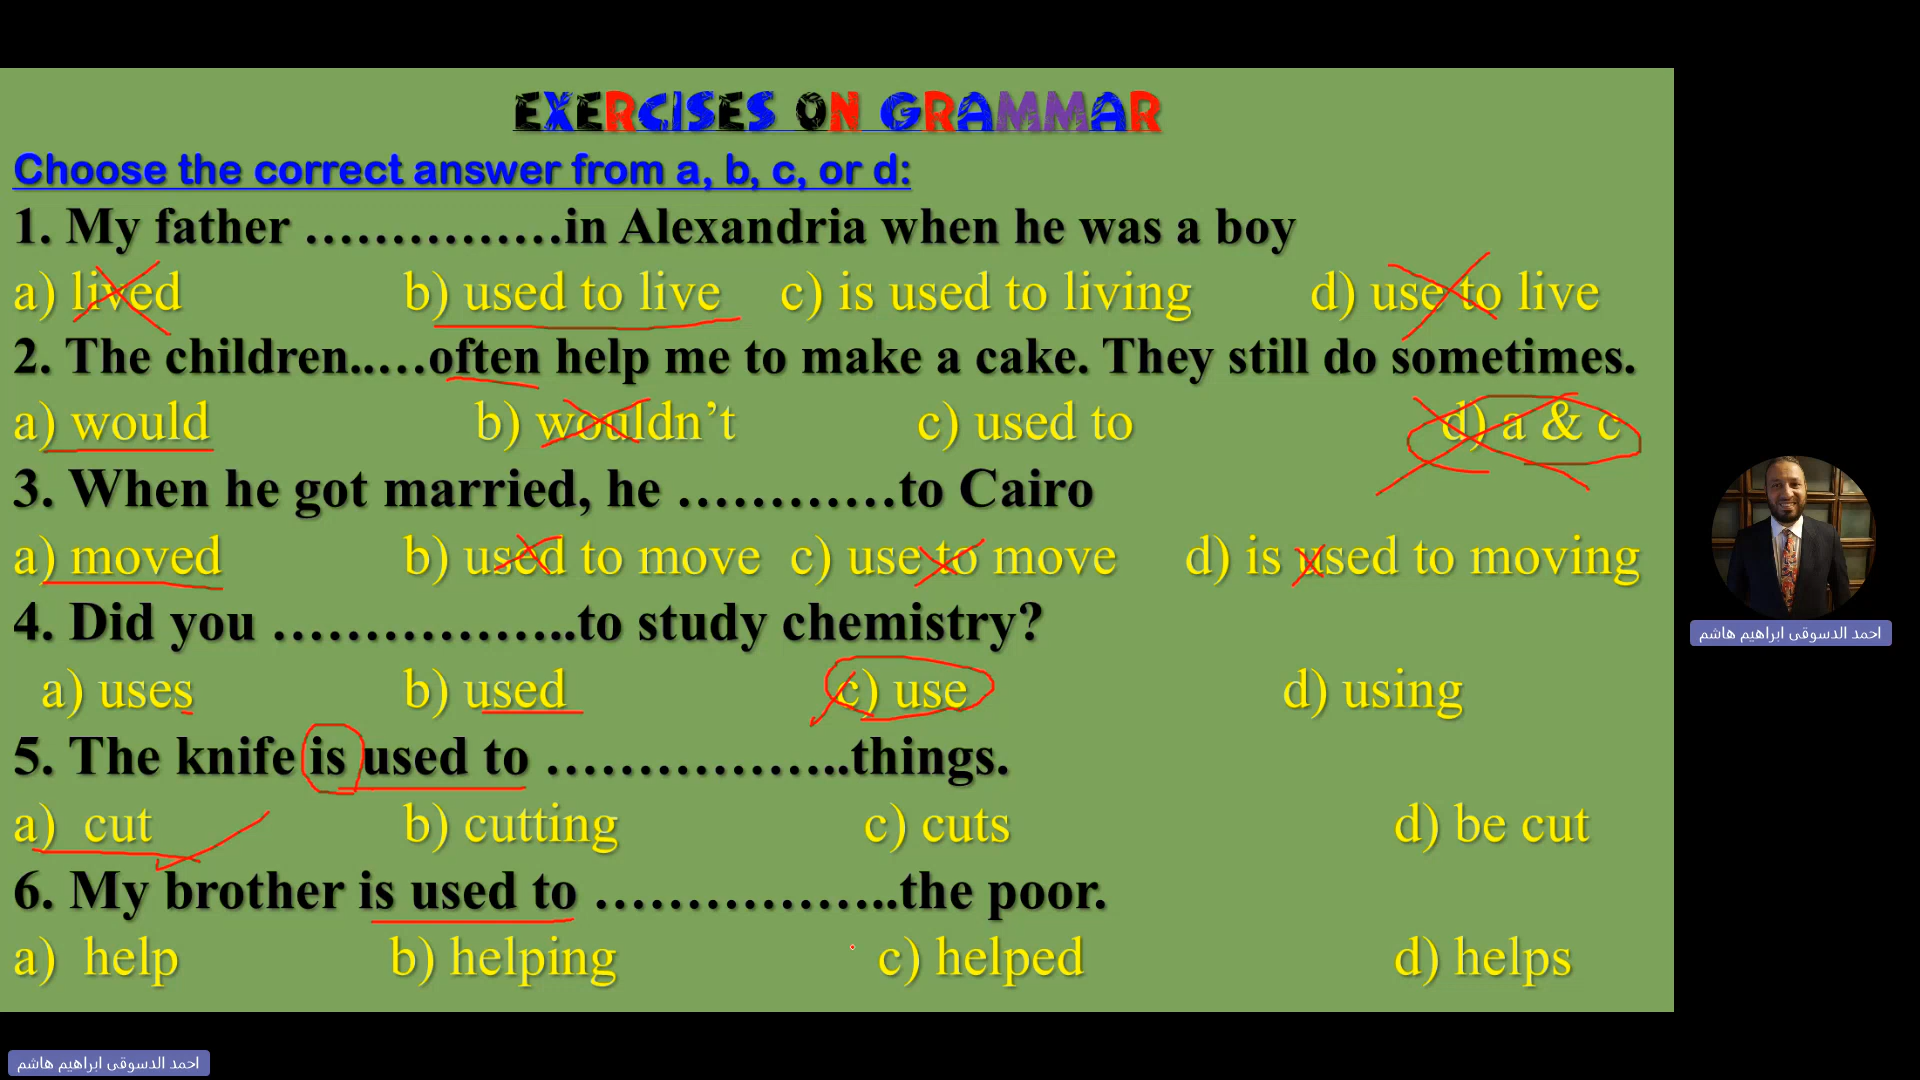 EXERCISES ON GRAMMAR
Choose the correct answer from a, b, c, or d:
1. My father ……………in Alexandria when he was a boy
a) lived b) used to live c) is used to living d) use to live
2. The children..…often help me to make a cake. They still do sometimes.
a) would b) wouldn’t c) used to d) a & c
3. When he got married, he …………to Cairo
a) moved b) used to move c) use to move d) is used to moving
4. Did you ……………..to study chemistry?
a) uses b) used c) use d) using
5. The knife is used to ……………..things.
a) cut b) cutting c) cuts d) be cut
6. My brother is used to ……………..the poor.
a) help b) helping c) helped d) helps
احمد الدسوقى ابراهيم هاشم
احمد الدسوقى ابراهيم هاشم